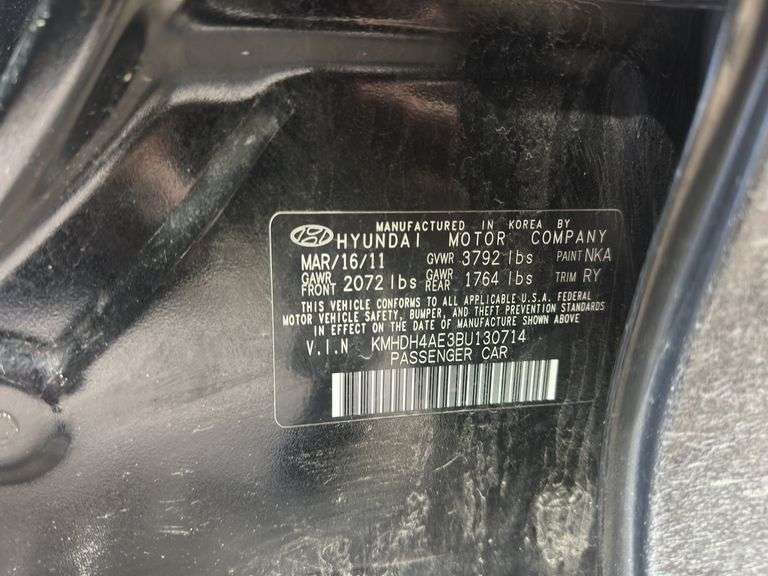 MANUFACTURED IN KOREA BY
HYUNDAI MOTOR COMPANY
MAR/16/11 GVWR 3792 lbs PAINT NKA
GAWR FRONT 2072 lbs GAWR REAR 1764 lbs TRIM RY
THIS VEHICLE CONFORMS TO ALL APPLICABLE U.S.A. FEDERAL
MOTOR VEHICLE SAFETY, BUMPER, AND THEFT PREVENTION STANDARDS
IN EFFECT ON THE DATE OF MANUFACTURE SHOWN ABOVE
V.I.N KMHDH4AE3BU130714
PASSENGER CAR